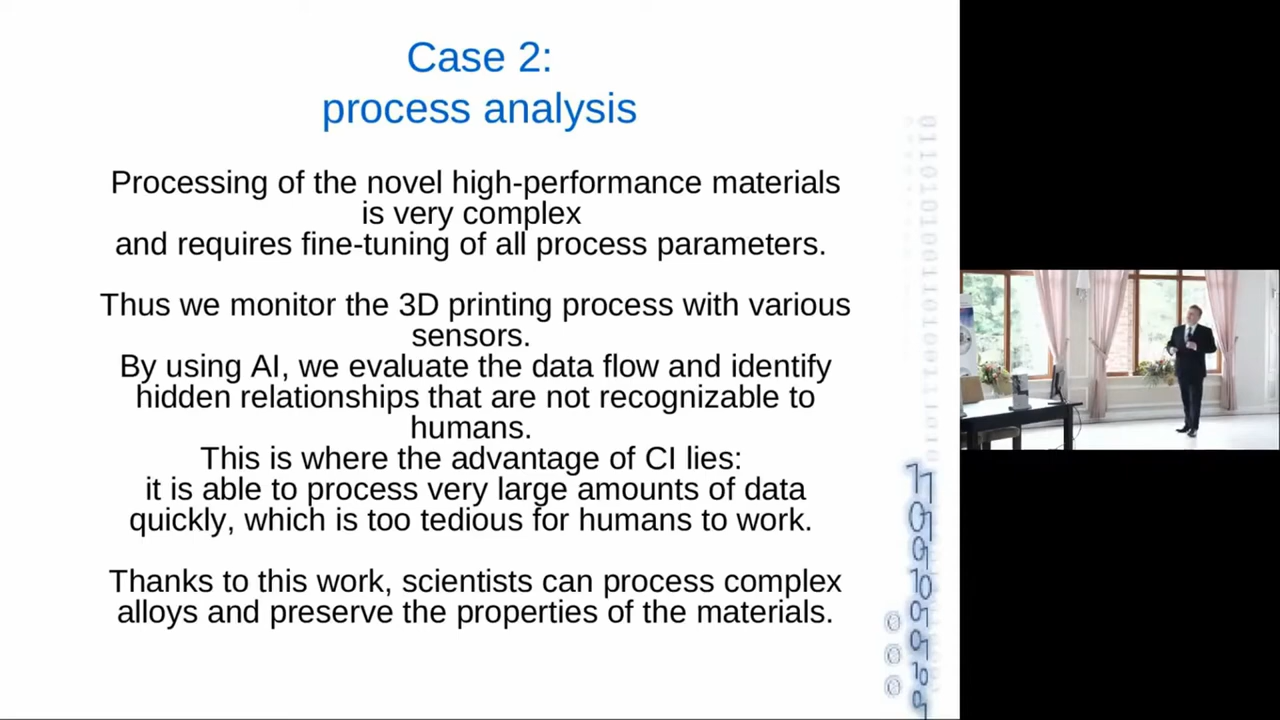 Case 2:
process analysis
Processing of the novel high-performance materials
is very complex
and requires fine-tuning of all process parameters.
Thus we monitor the 3D printing process with various
sensors.
By using AI, we evaluate the data flow and identify
hidden relationships that are not recognizable to
humans.
This is where the advantage of CI lies:
it is able to process very large amounts of data
quickly, which is too tedious for humans to work.
Thanks to this work, scientists can process complex
alloys and preserve the properties of the materials.